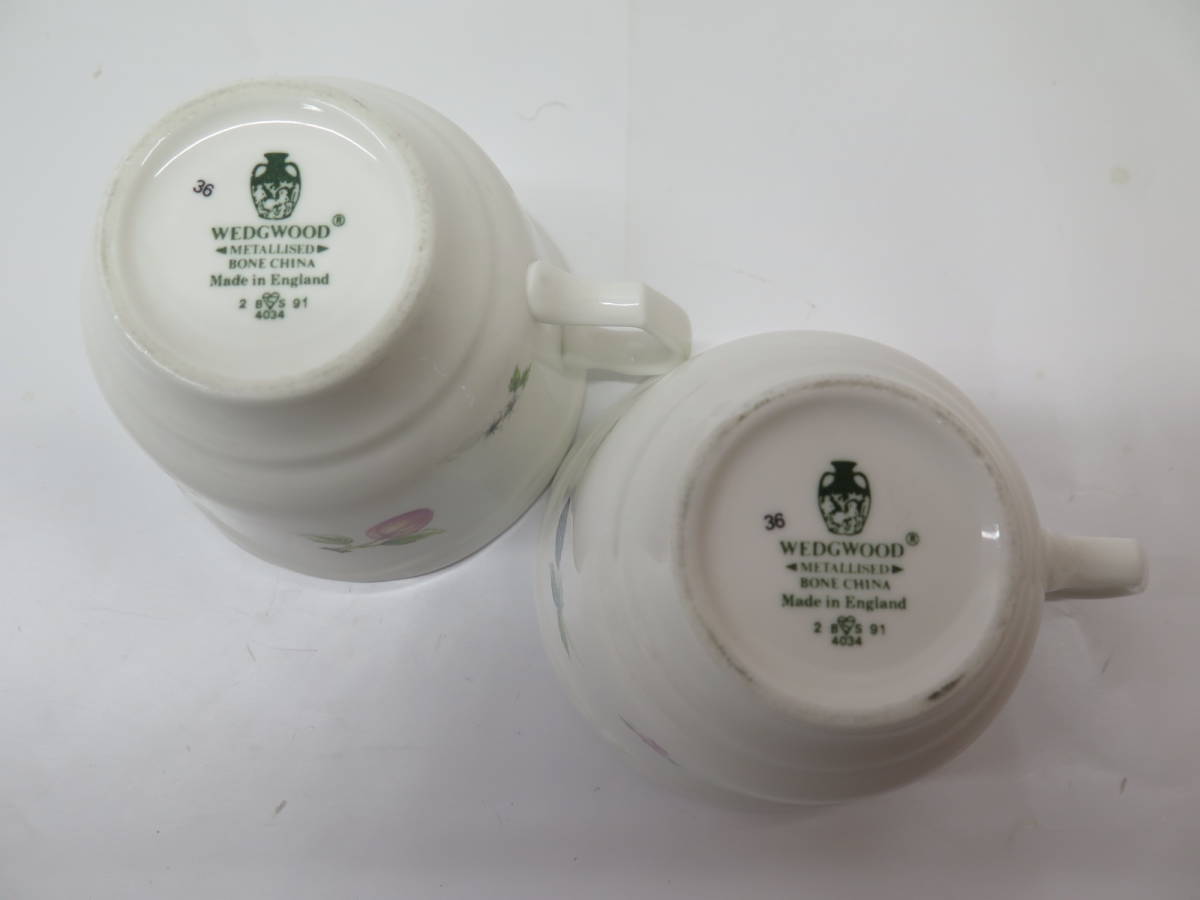 36
WEDGWOOD®
◄METALLISED►
BONE CHINA
Made in England
2 B S 91
4034
36
WEDGWOOD®
◄METALLISED►
BONE CHINA
Made in England
2 B S 91
4034